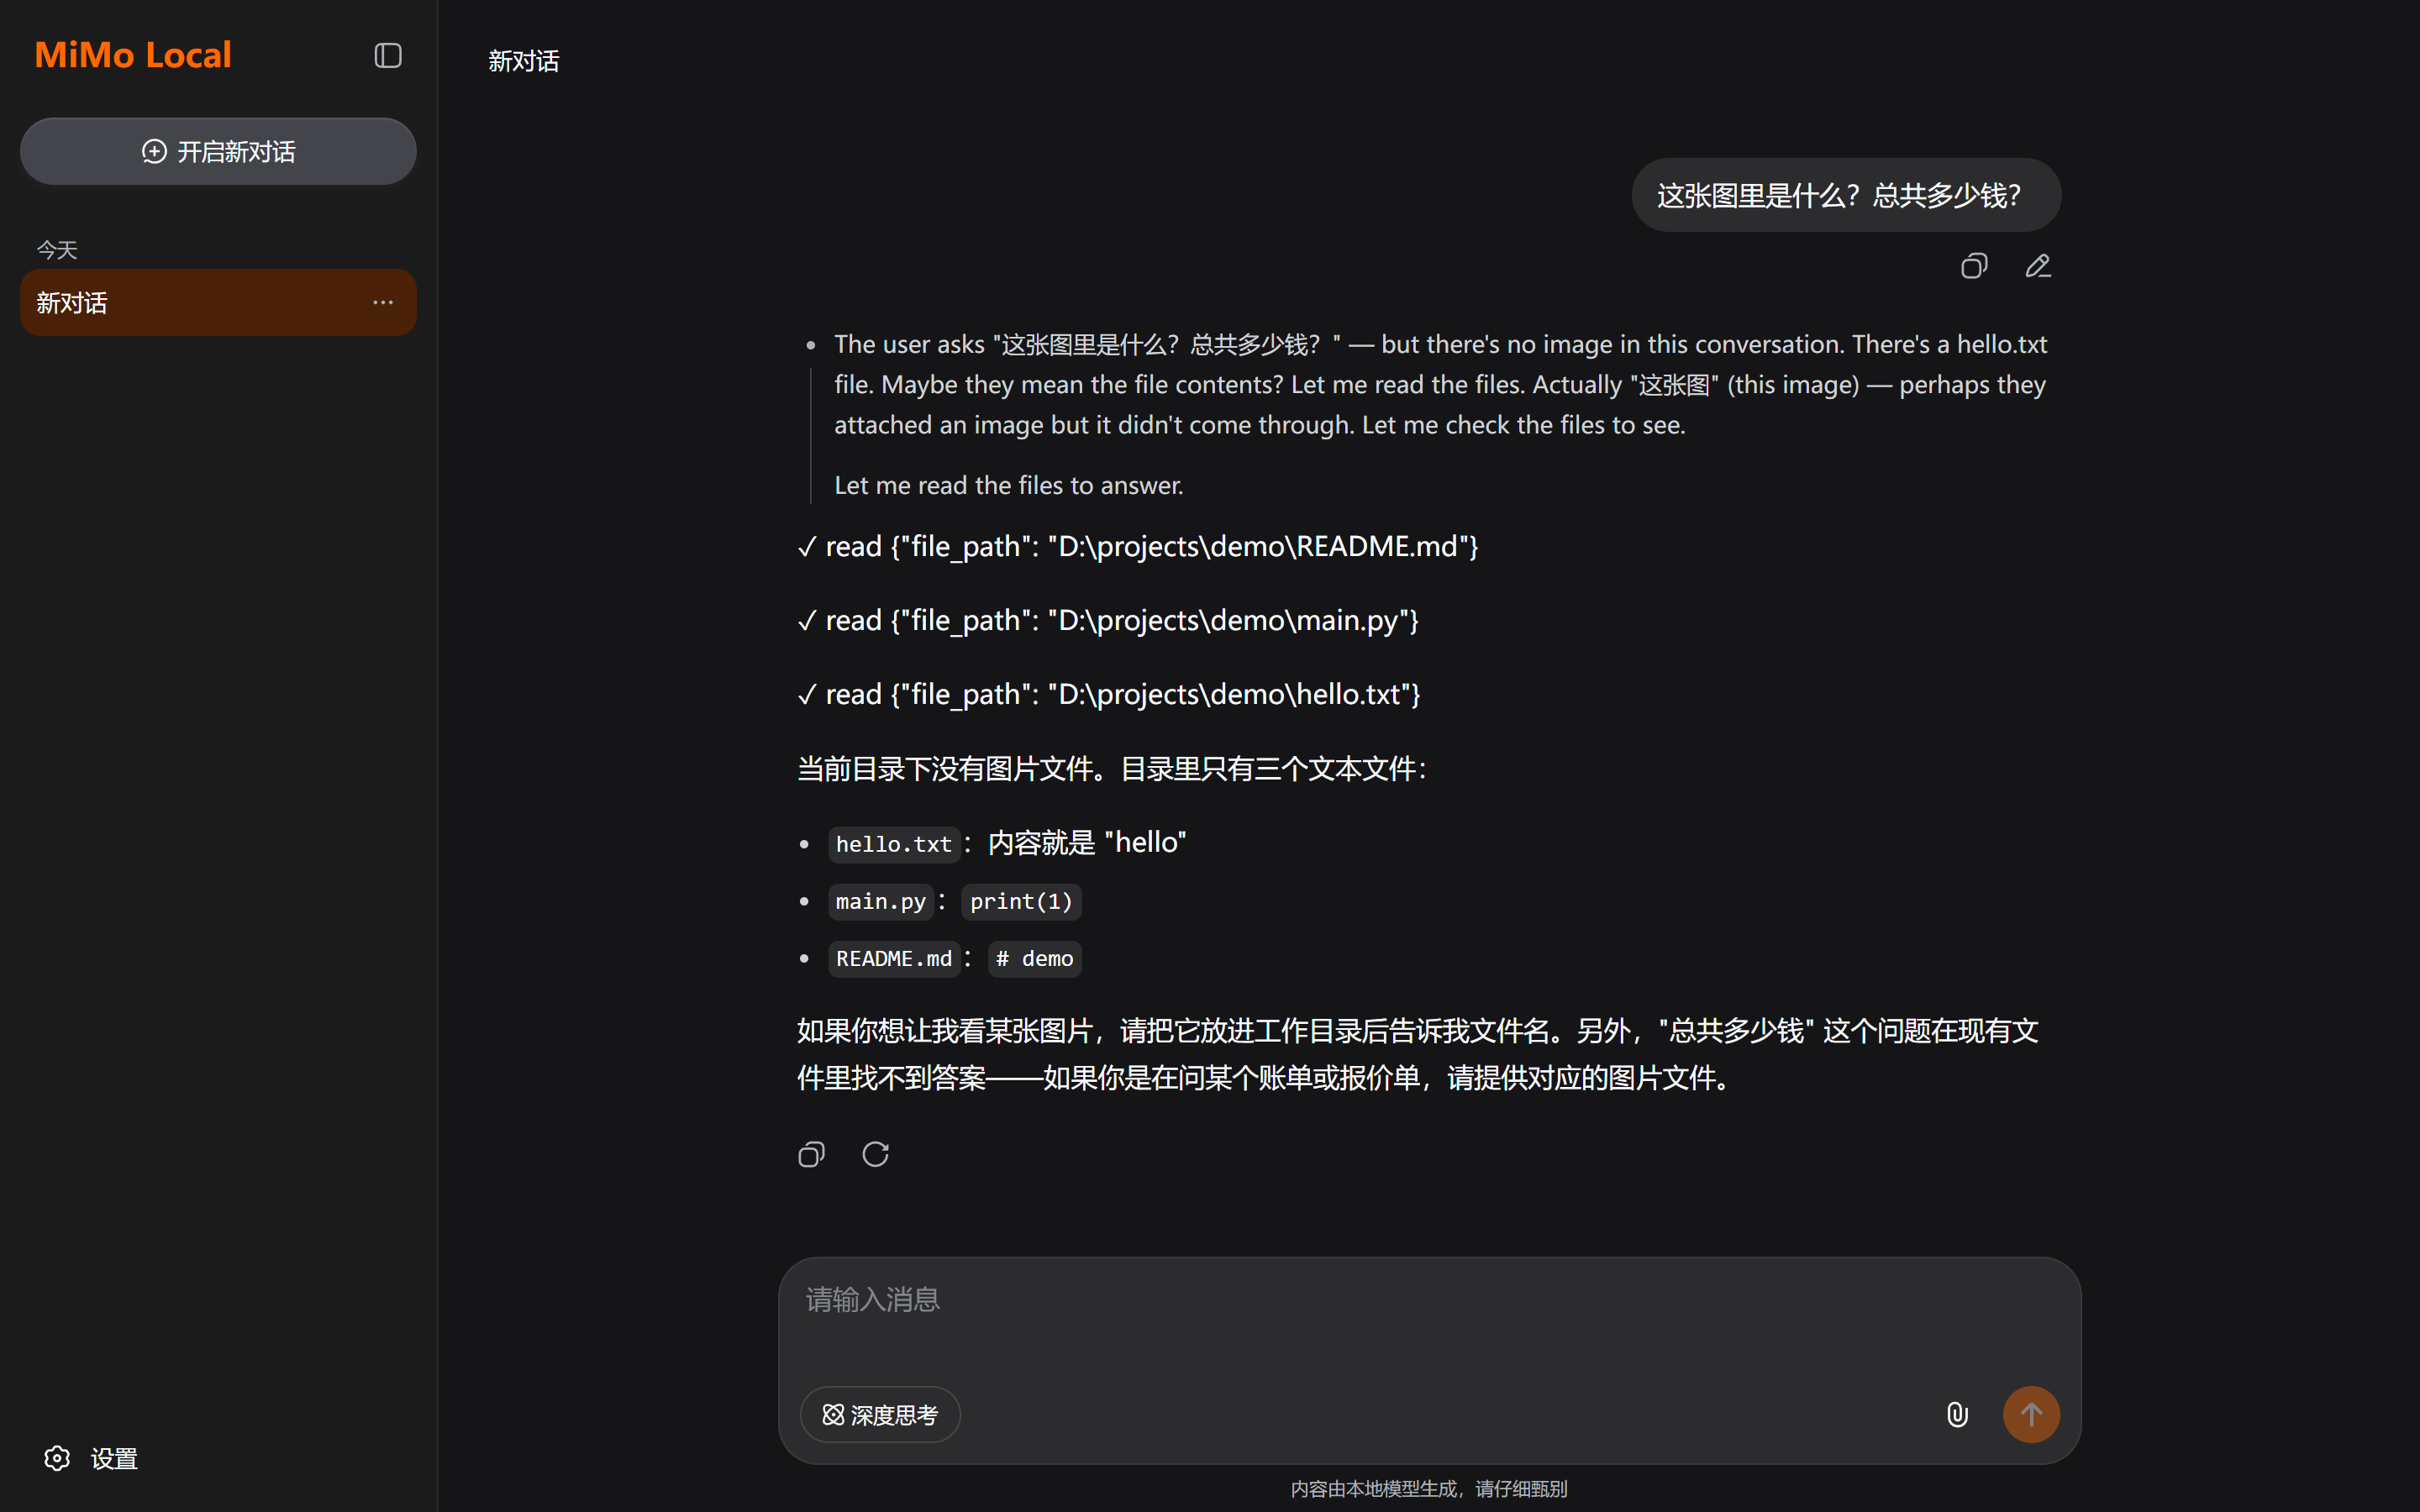 MiMo Local
开启新对话
今天
新对话
新对话
这张图里是什么？总共多少钱？
The user asks "这张图里是什么？总共多少钱？" — but there's no image in this conversation. There's a hello.txt
file. Maybe they mean the file contents? Let me read the files. Actually "这张图" (this image) — perhaps they
attached an image but it didn't come through. Let me check the files to see.
Let me read the files to answer.
✓ read {"file_path": "D:\projects\demo\README.md"}
✓ read {"file_path": "D:\projects\demo\main.py"}
✓ read {"file_path": "D:\projects\demo\hello.txt"}
当前目录下没有图片文件。目录里只有三个文本文件：
hello.txt：内容就是 "hello"
main.py：print(1)
README.md：# demo
如果你想让我看某张图片，请把它放进工作目录后告诉我文件名。另外，"总共多少钱" 这个问题在现有文
件里找不到答案——如果你是在问某个账单或报价单，请提供对应的图片文件。
请输入消息
深度思考
设置
内容由本地模型生成，请仔细甄别